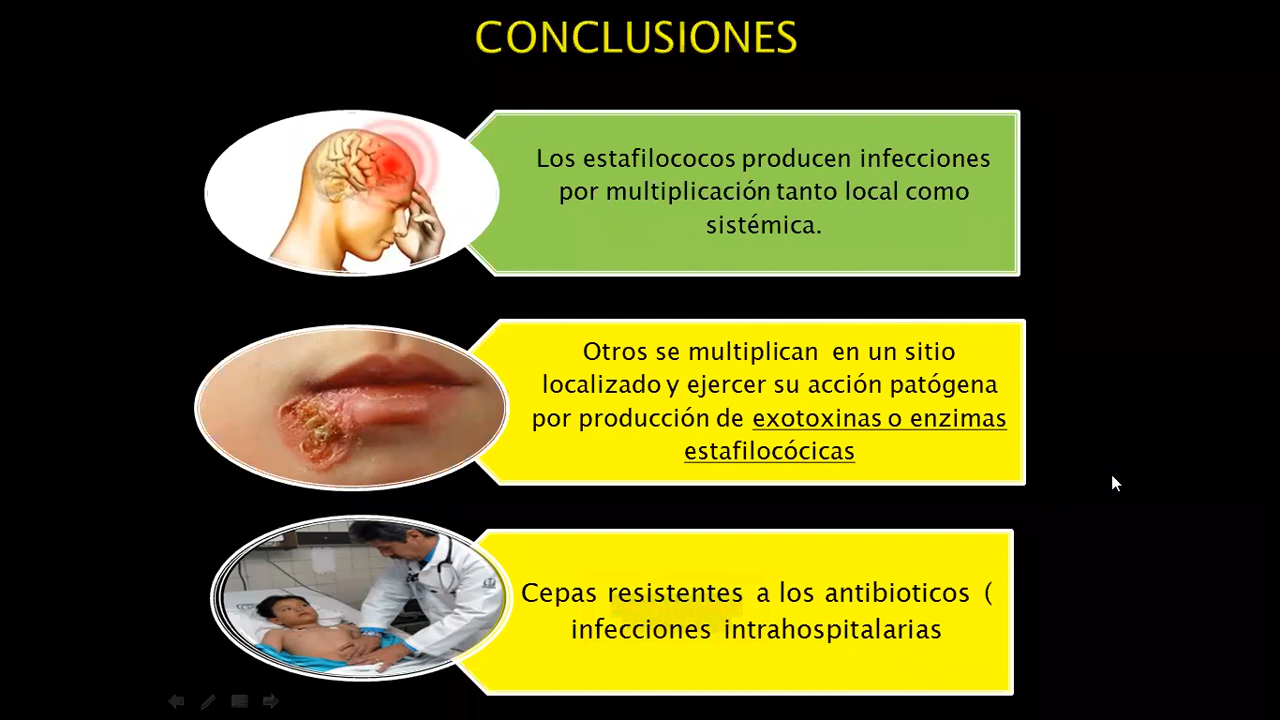 CONCLUSIONES
Los estafilococos producen infecciones
por multiplicación tanto local como
sistémica.
Otros se multiplican en un sitio
localizado y ejercer su acción patógena
por producción de exotoxinas o enzimas
estafilocócicas
Cepas resistentes a los antibioticos (
infecciones intrahospitalarias